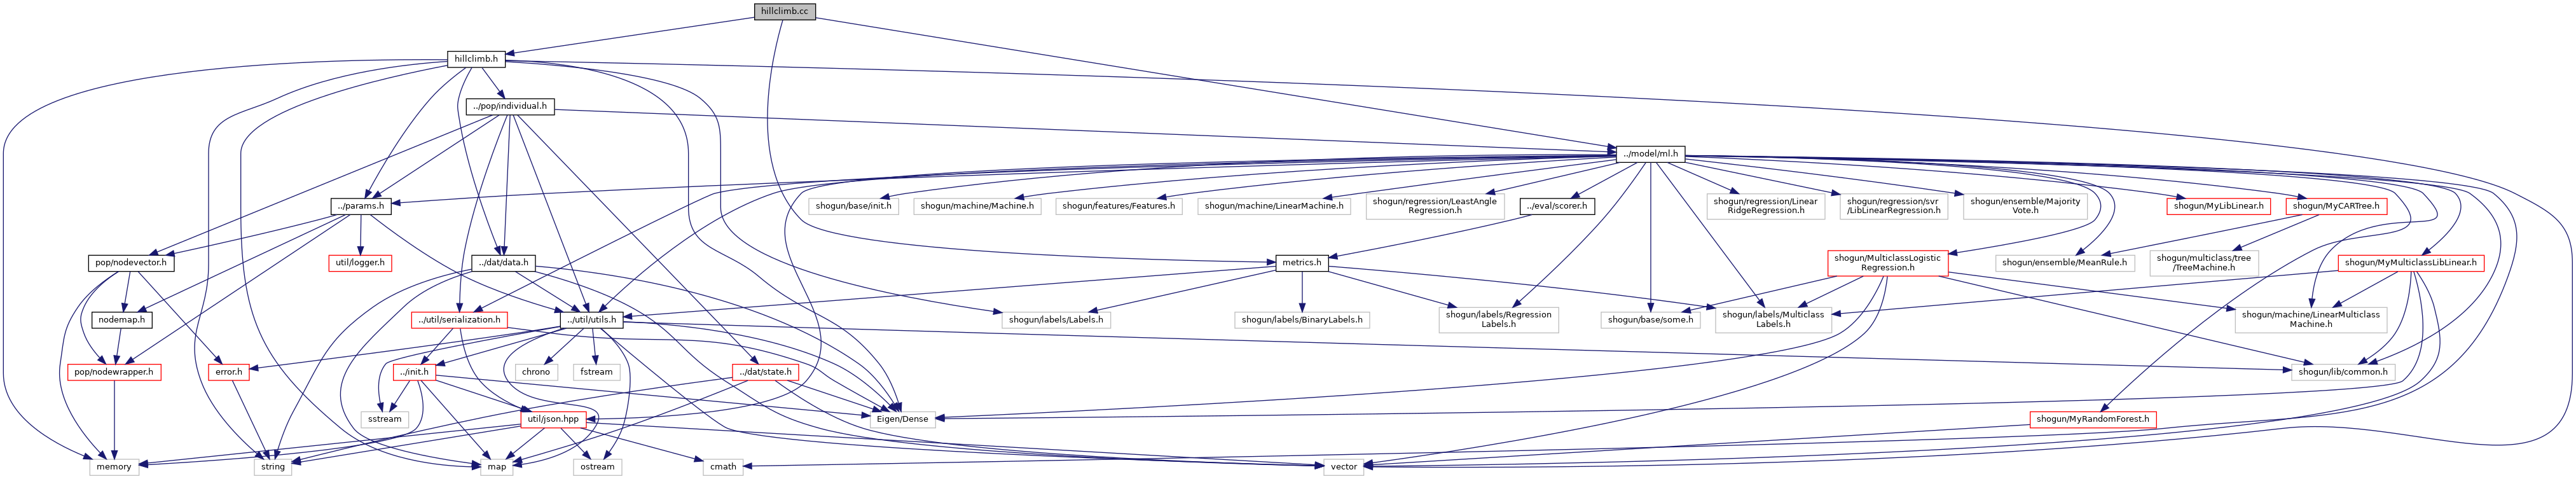 hillclimb.cc
hillclimb.h
../pop/individual.h
../model/ml.h
../params.h
shogun/base/init.h
shogun/machine/Machine.h
shogun/features/Features.h
shogun/machine/LinearMachine.h
shogun/regression/LeastAngle
Regression.h
../eval/scorer.h
shogun/regression/Linear
RidgeRegression.h
shogun/regression/svr
/LibLinearRegression.h
shogun/ensemble/Majority
Vote.h
shogun/MyLibLinear.h
shogun/MyCARTree.h
pop/nodevector.h
util/logger.h
../dat/data.h
metrics.h
shogun/MulticlassLogistic
Regression.h
shogun/ensemble/MeanRule.h
shogun/multiclass/tree
/TreeMachine.h
shogun/MyMulticlassLibLinear.h
nodemap.h
../util/serialization.h
../util/utils.h
shogun/labels/Labels.h
shogun/labels/BinaryLabels.h
shogun/labels/Regression
Labels.h
shogun/base/some.h
shogun/labels/Multiclass
Labels.h
shogun/machine/LinearMulticlass
Machine.h
pop/nodewrapper.h
error.h
../init.h
chrono
fstream
../dat/state.h
shogun/lib/common.h
sstream
util/json.hpp
Eigen/Dense
shogun/MyRandomForest.h
memory
string
map
ostream
cmath
vector